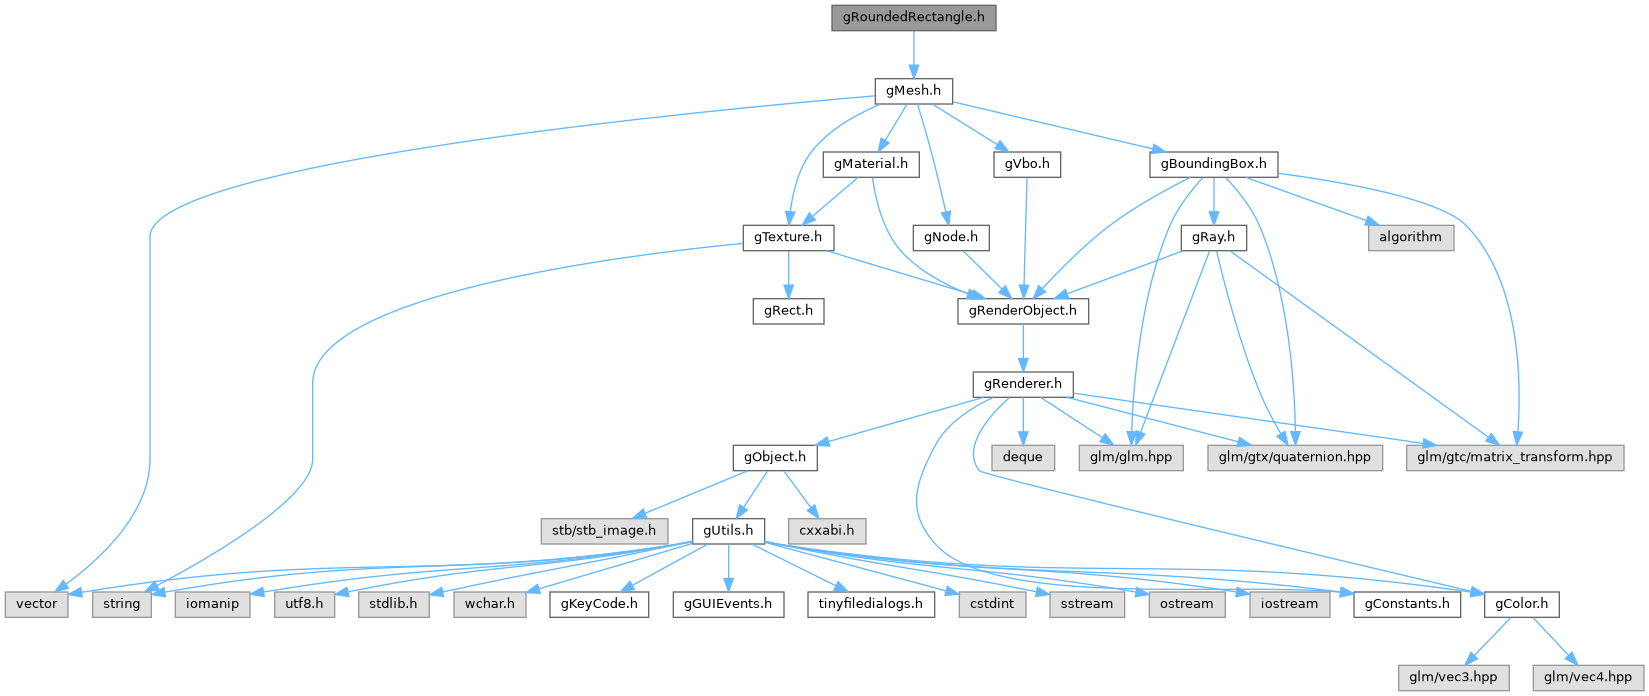 gRoundedRectangle.h
gMesh.h
gMaterial.h
gVbo.h
gBoundingBox.h
gTexture.h
gNode.h
gRay.h
algorithm
gRect.h
gRenderObject.h
gRenderer.h
gObject.h
deque
glm/glm.hpp
glm/gtx/quaternion.hpp
glm/gtc/matrix_transform.hpp
stb/stb_image.h
gUtils.h
cxxabi.h
vector
string
iomanip
utf8.h
stdlib.h
wchar.h
gKeyCode.h
gGUIEvents.h
tinyfiledialogs.h
cstdint
sstream
ostream
iostream
gConstants.h
gColor.h
glm/vec3.hpp
glm/vec4.hpp